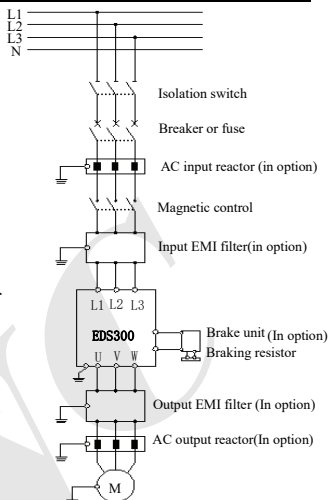 L1
L2
L3
N
Isolation switch
Breaker or fuse
AC input reactor (in option)
Magnetic control
Input EMI filter(in option)
L1 L2 L3
EDS300
U V W
Brake unit (In option)
Braking resistor
Output EMI filter (In option)
AC output reactor(In option)
M